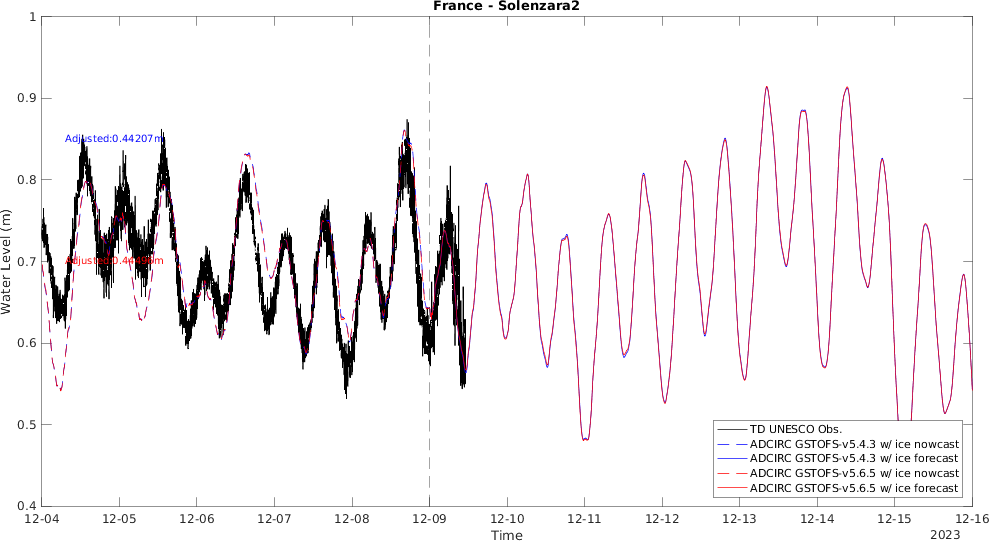 France - Solenzara2
Water Level (m)
1
0.9
0.8
0.7
0.6
0.5
0.4
Adjusted:0.44207m
12-04
12-05
12-06
12-07
12-08
12-09
12-10
12-11
12-12
12-13
12-14
12-15
12-16
Time
2023
TD UNESCO Obs.
ADCIRC GSTOFS-v5.4.3 w/ ice nowcast
ADCIRC GSTOFS-v5.4.3 w/ ice forecast
ADCIRC GSTOFS-v5.6.5 w/ ice nowcast
ADCIRC GSTOFS-v5.6.5 w/ ice forecast